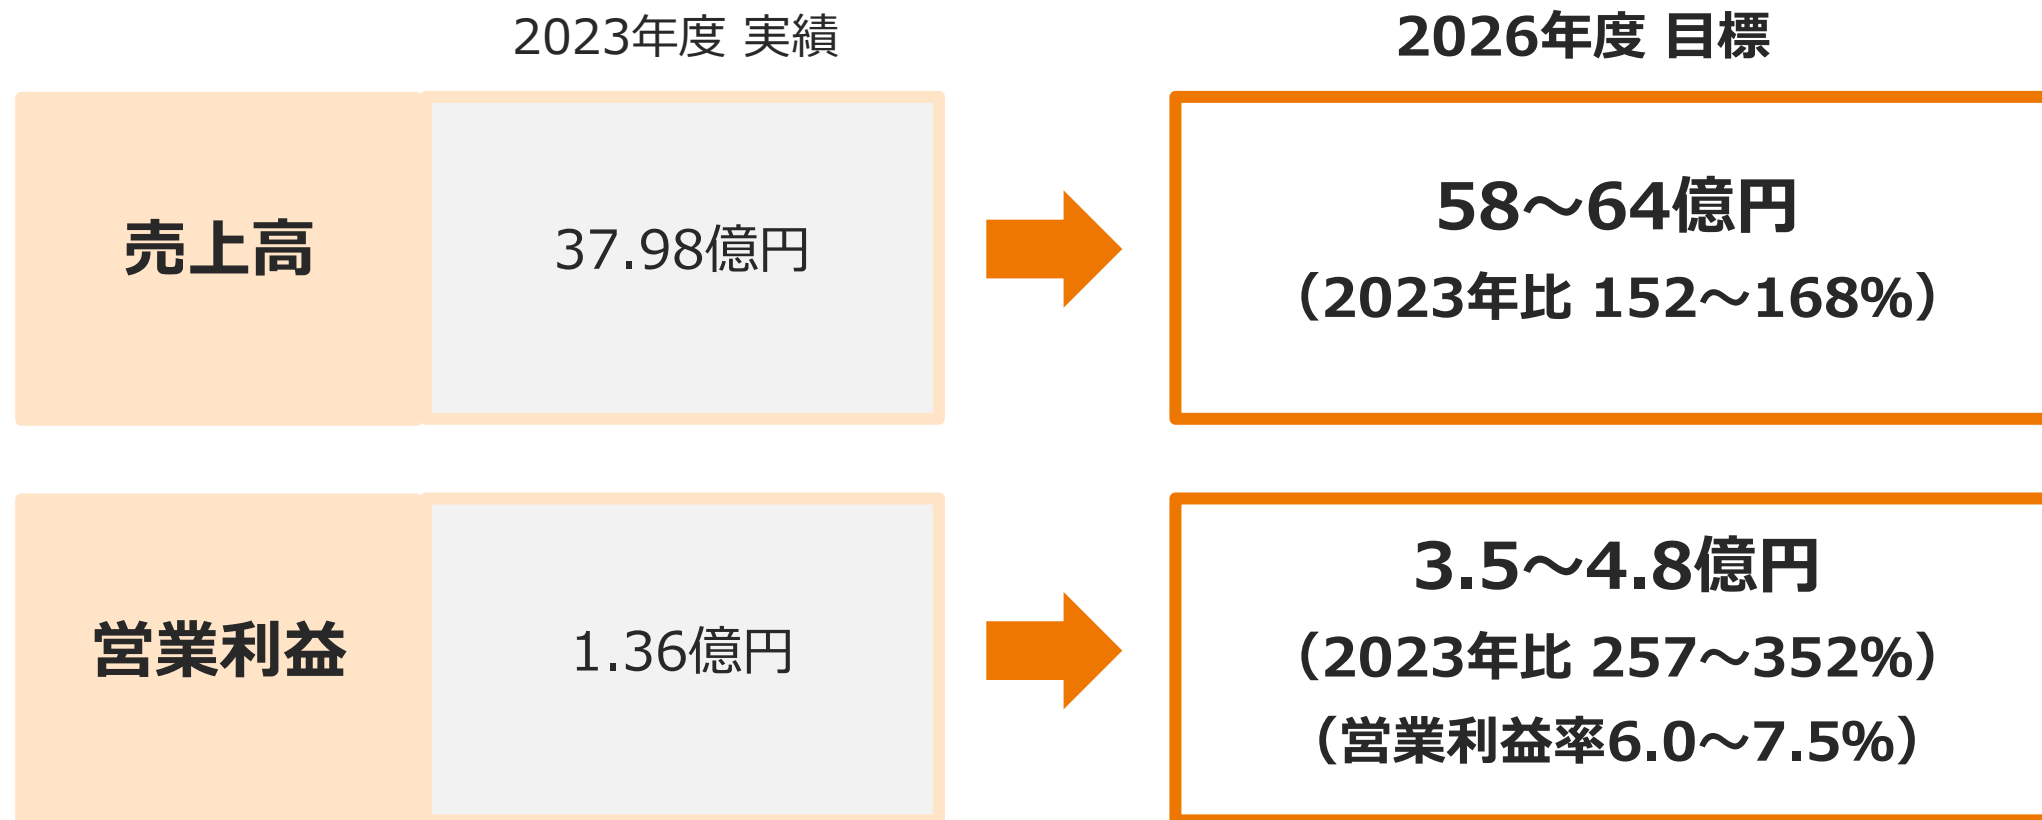 2023年度 実績
2026年度 目標
売上高
37.98億円
58～64億円
（2023年比 152～168%）
営業利益
1.36億円
3.5～4.8億円
（2023年比 257～352%）
（営業利益率6.0～7.5%）